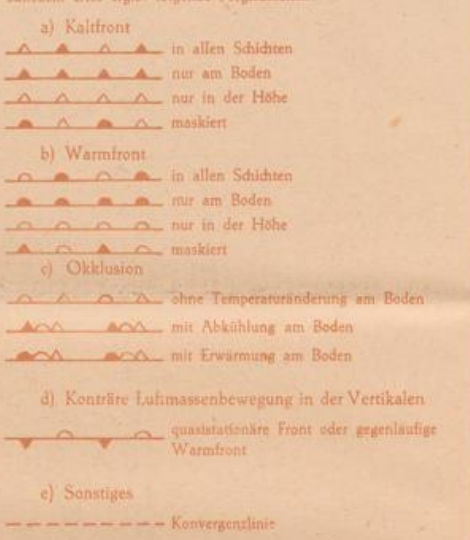 a) Kaltfront
in allen Schichten
nur am Boden
nur in der Höhe
maskiert
b) Warmfront
in allen Schichten
nur am Boden
nur in der Höhe
maskiert
c) Okklusion
ohne Temperaturänderung am Boden
mit Abkühlung am Boden
mit Erwärmung am Boden
d) Konträre Luftmassenbewegung in der Vertikalen
quasistationäre Front oder gegenläufige
Warmfront
e) Sonstiges
Konvergenzlinie